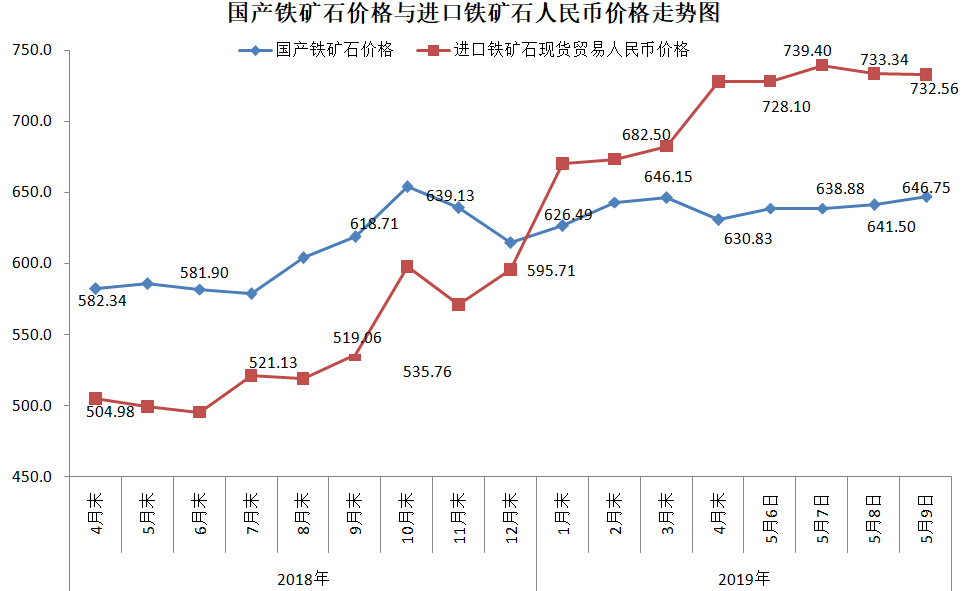 国产铁矿石价格与进口铁矿石人民币价格走势图
国产铁矿石价格 进口铁矿石现货贸易人民币价格
750.0
700.0
650.0
600.0
550.0
500.0
450.0
582.34
581.90
618.71
639.13
626.49
646.15
630.83
638.88
641.50
646.75
504.98
521.13
519.06
535.76
595.71
682.50
728.10
739.40
733.34
732.56
4月末
5月末
6月末
7月末
8月末
9月末
10月末
11月末
12月末
1月末
2月末
3月末
4月末
5月6日
5月7日
5月8日
5月9日
2018年 2019年